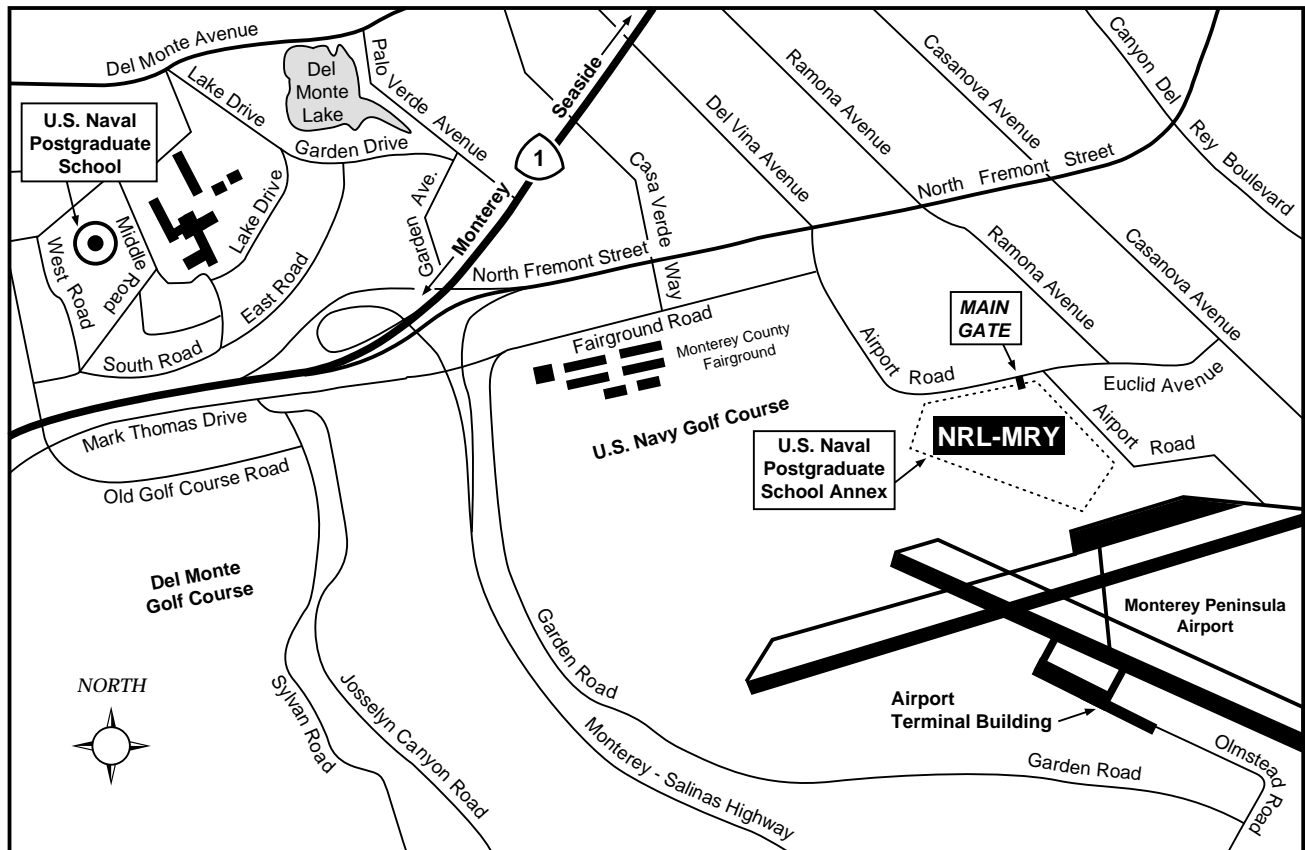 Del Monte Avenue
Lake Drive
Del
Monte
Lake
Palo Verde Avenue
Seaside
Ramona Avenue
Casanova Avenue
Canyon Del
Rey Boulevard
U.S. Naval
Postgraduate
School
Garden Drive
1
Del Vina Avenue
North Fremont Street
Lake Drive
Garden Ave.
Monterey
Casa Verde
Way
West Road
Middle
Road
East Road
North Fremont Street
Ramona Avenue
Casanova Avenue
MAIN
GATE
South Road
Fairground Road
Monterey County
Fairground
Airport
Road
Euclid Avenue
Mark Thomas Drive
U.S. Navy Golf Course
NRL-MRY
Airport
Road
U.S. Naval
Postgraduate
School Annex
Old Golf Course Road
Del Monte
Golf Course
Monterey Peninsula
Airport
NORTH
Sylvan Road
Josselyn Canyon Road
Garden Road
Monterey - Salinas Highway
Airport
Terminal Building
Garden Road
Olmstead
Road